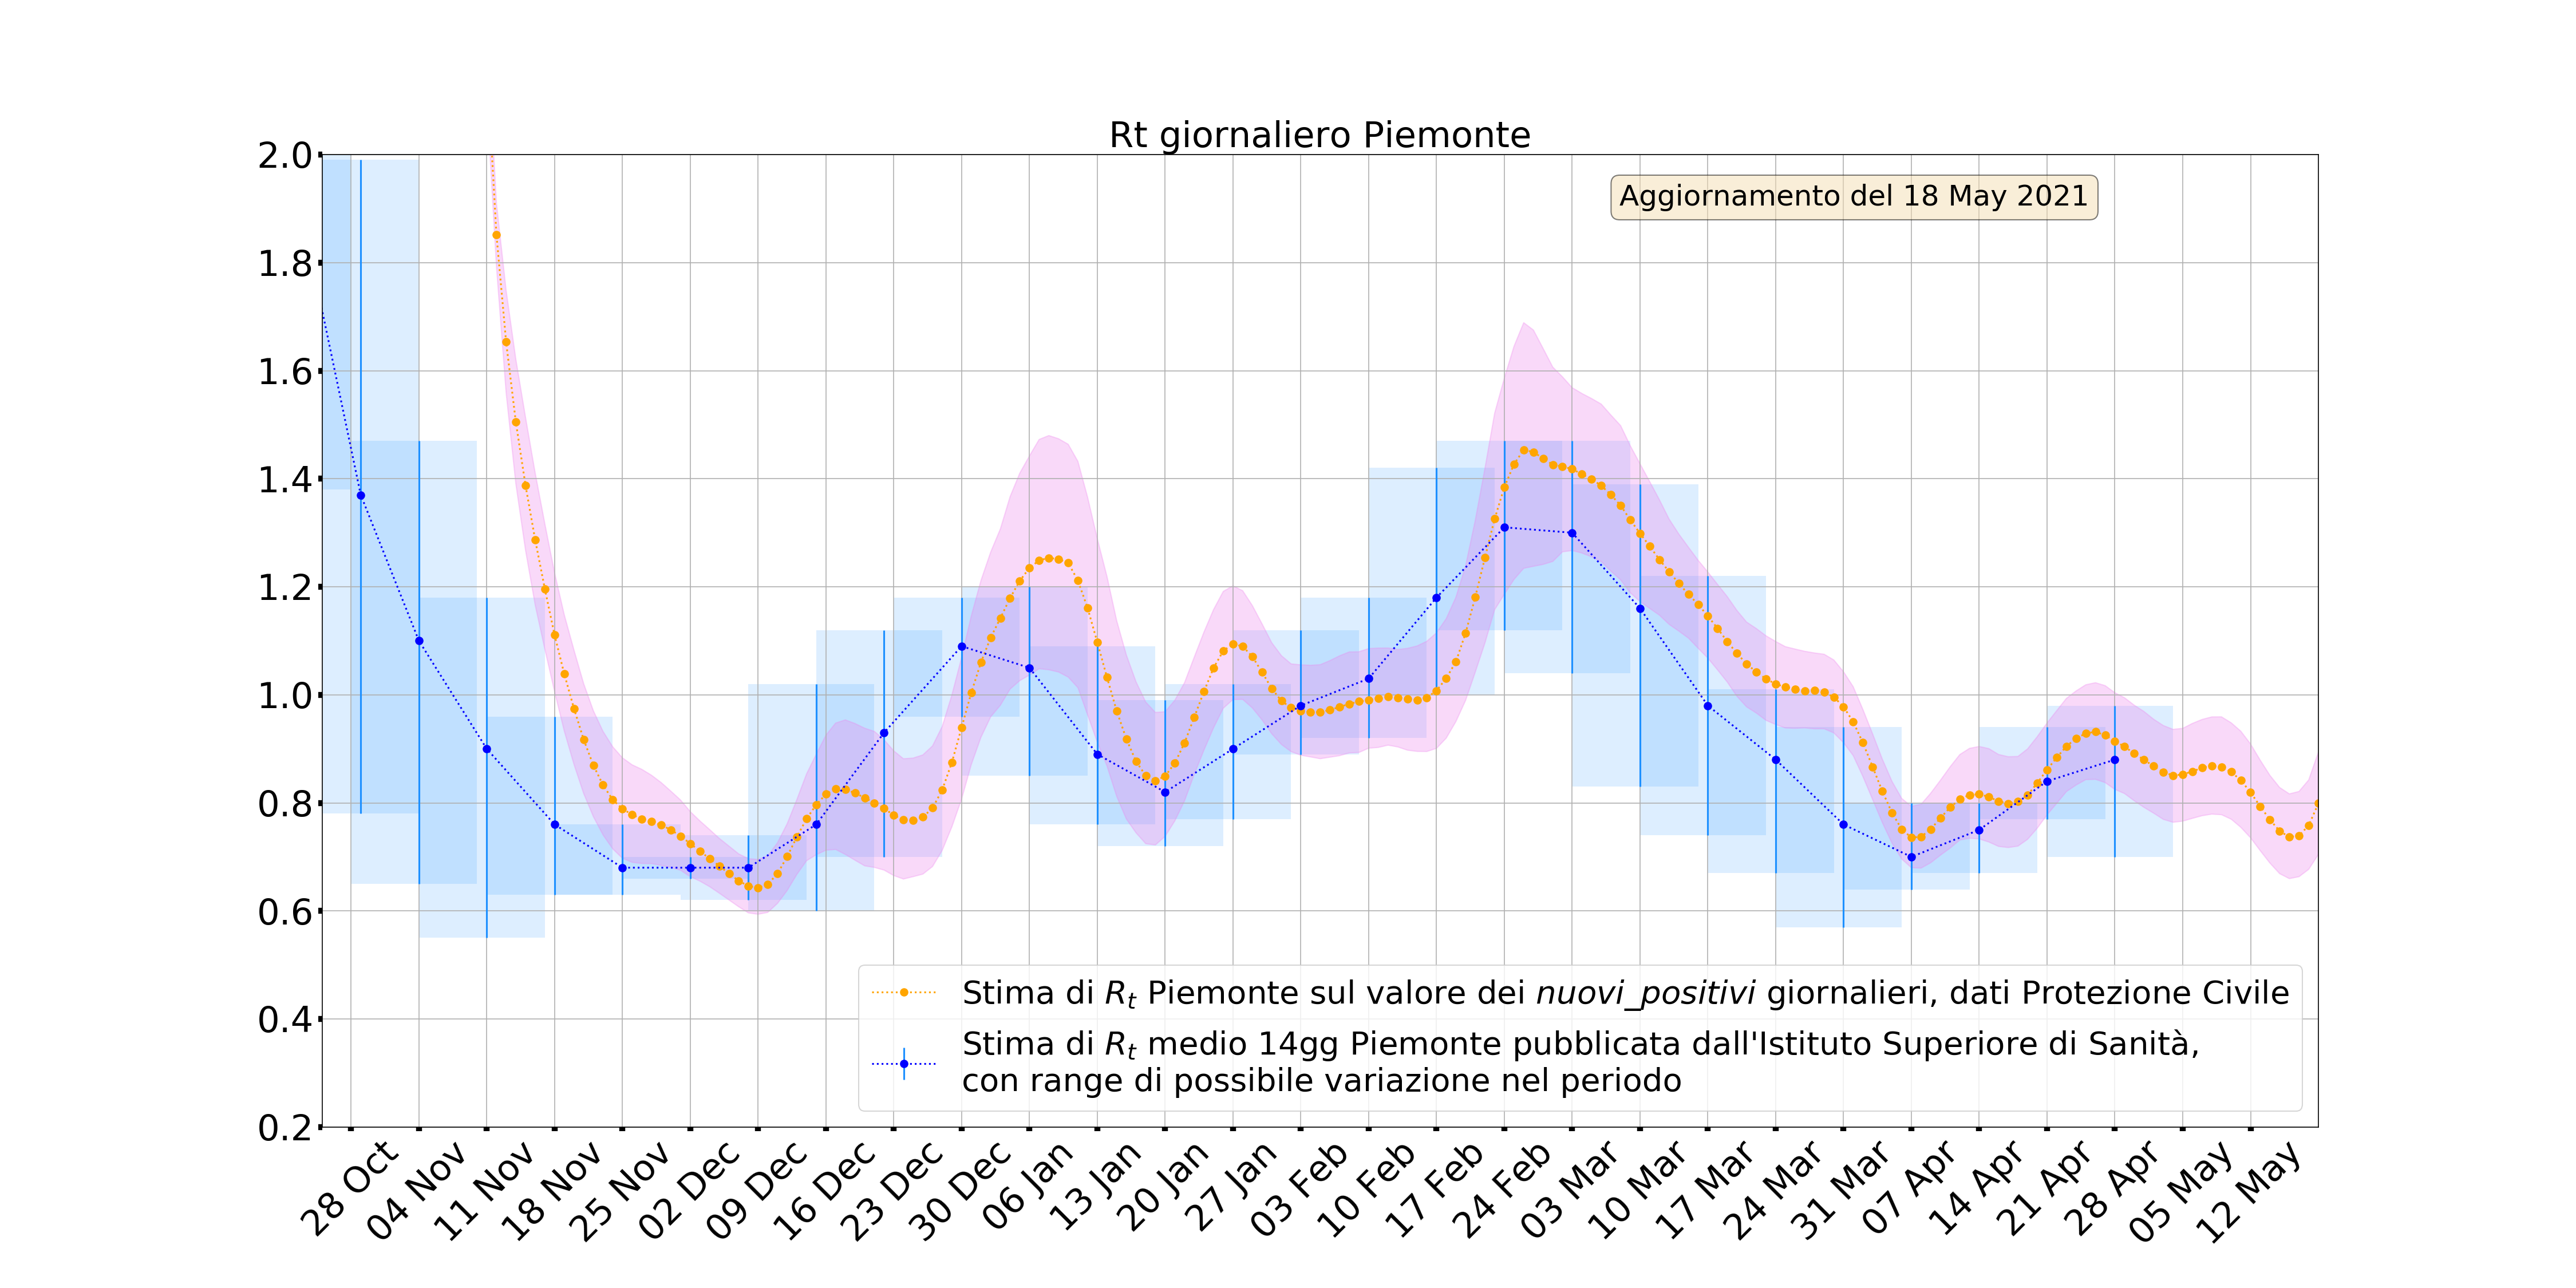 Rt giornaliero Piemonte
Aggiornamento del 18 May 2021
2.0
1.8
1.6
1.4
1.2
1.0
0.8
0.6
0.4
0.2
Stima di Rt Piemonte sul valore dei nuovi_positivi giornalieri, dati Protezione Civile
Stima di Rt medio 14gg Piemonte pubblicata dall'Istituto Superiore di Sanità,
con range di possibile variazione nel periodo
28 Oct
04 Nov
11 Nov
18 Nov
25 Nov
02 Dec
09 Dec
16 Dec
23 Dec
30 Dec
06 Jan
13 Jan
20 Jan
27 Jan
03 Feb
10 Feb
17 Feb
24 Feb
03 Mar
10 Mar
17 Mar
24 Mar
31 Mar
07 Apr
14 Apr
21 Apr
28 Apr
05 May
12 May